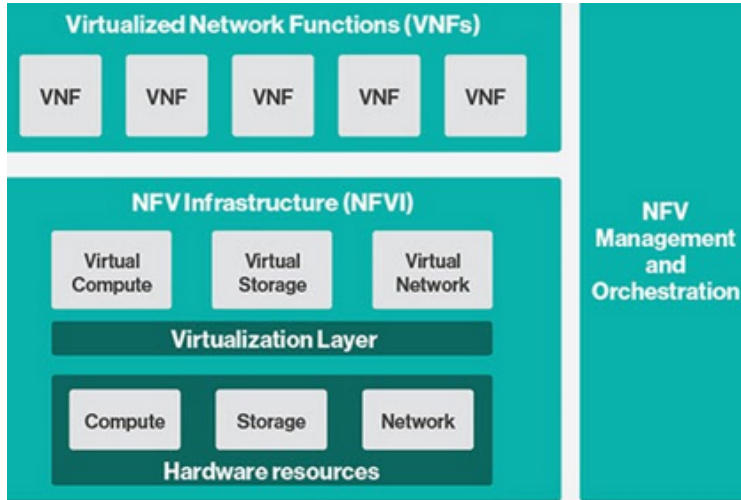 Virtualized Network Functions (VNFs)
VNF VNF VNF VNF VNF
NFV Infrastructure (NFVI)
Virtual
Compute
Virtual
Storage
Virtual
Network
Virtualization Layer
Compute Storage Network
Hardware resources
NFV
Management
and
Orchestration